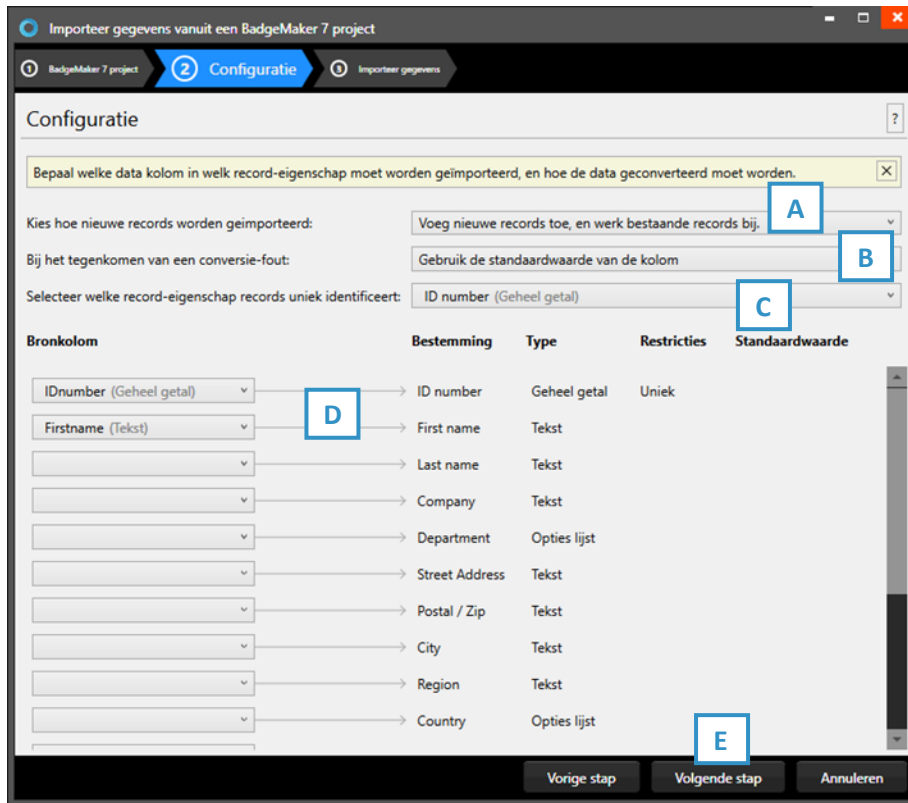 Importeer gegevens vanuit een BadgeMaker 7 project
1 BadgeMaker 7 project 2 Configuratie 3 Importeer gegevens
Configuratie ?
Bepaal welke data kolom in welk record-eigenschap moet worden geïmporteerd, en hoe de data geconverteerd moet worden.
A
Kies hoe nieuwe records worden geimporteerd: Voeg nieuwe records toe, en werk bestaande records bij.
Bij het tegenkomen van een conversie-fout: Gebruik de standaardwaarde van de kolom B
Selecteer welke record-eigenschap records uniek identificeert: ID number (Geheel getal) C
Bronkolom Bestemming Type Restricties Standaardwaarde
IDnumber (Geheel getal) ID number Geheel getal Uniek
D
Firstname (Tekst) First name Tekst
Last name Tekst
Company Tekst
Department Opties lijst
Street Address Tekst
Postal / Zip Tekst
City Tekst
Region Tekst
Country Opties lijst
E
Vorige stap Volgende stap Annuleren